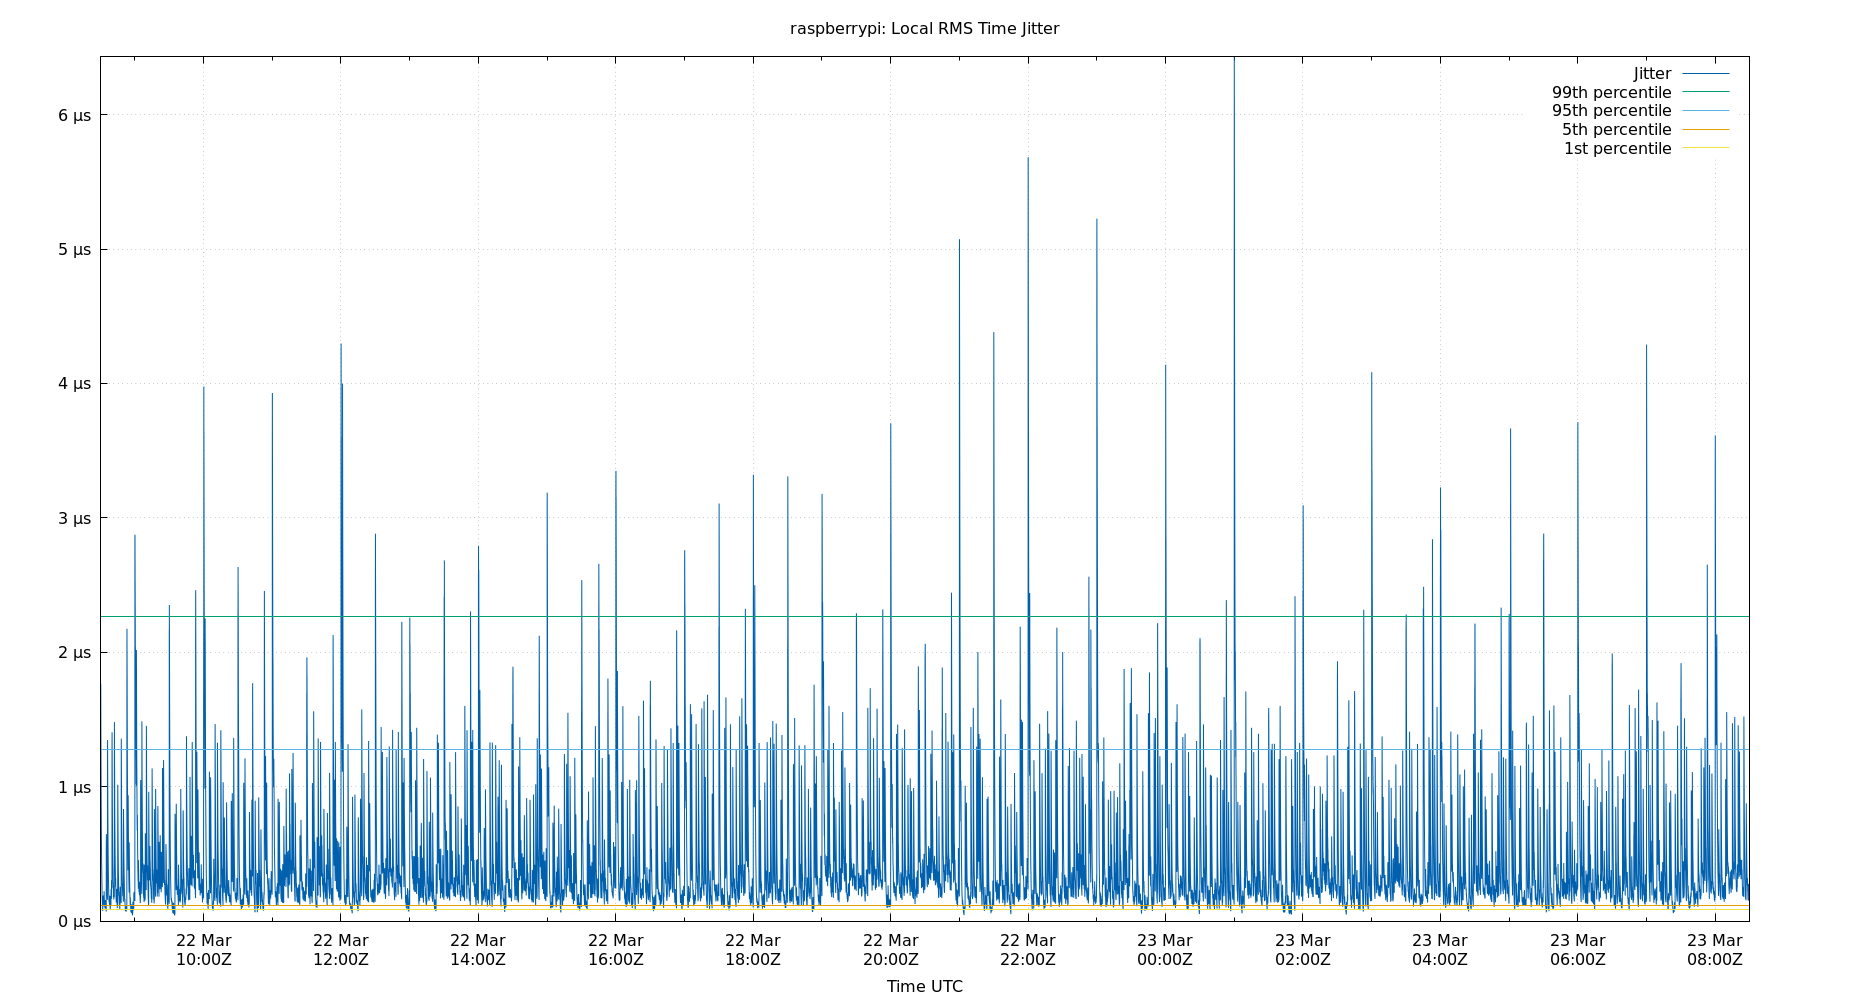 raspberrypi: Local RMS Time Jitter
Jitter
99th percentile
95th percentile
5th percentile
1st percentile
6 µs
5 µs
4 µs
3 µs
2 µs
1 µs
0 µs
22 Mar 22 Mar 22 Mar 22 Mar 22 Mar 22 Mar 22 Mar 23 Mar 23 Mar 23 Mar 23 Mar 23 Mar
10:00Z 12:00Z 14:00Z 16:00Z 18:00Z 20:00Z 22:00Z 00:00Z 02:00Z 04:00Z 06:00Z 08:00Z
Time UTC